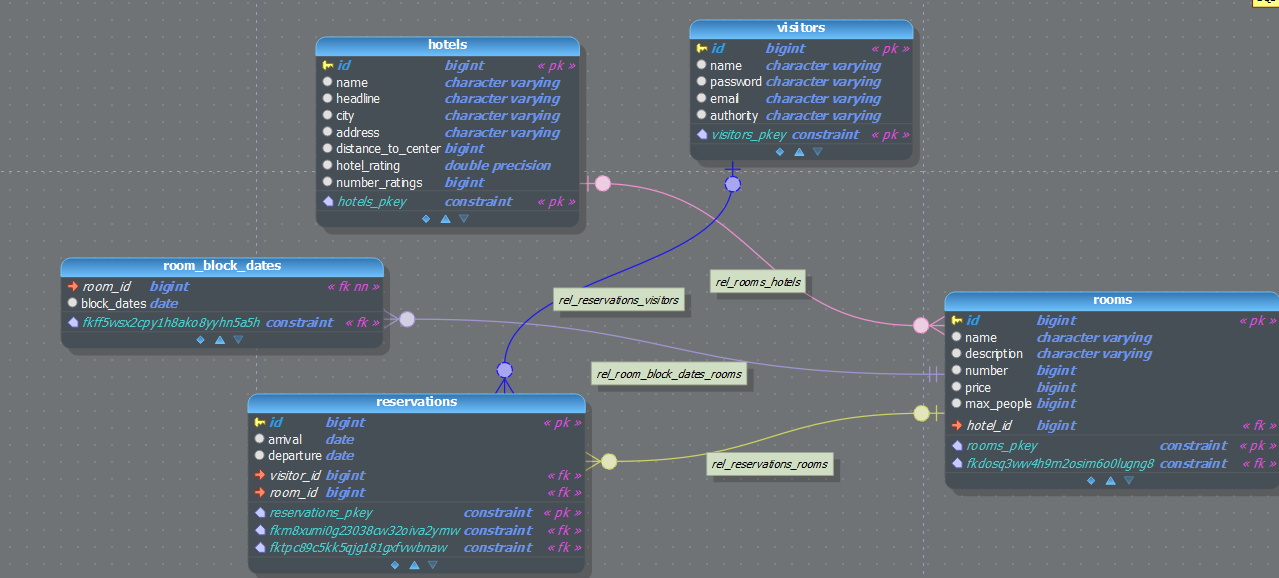 hotels
id bigint « pk »
name character varying
headline character varying
city character varying
address character varying
distance_to_center bigint
hotel_rating double precision
number_ratings bigint
hotels_pkey constraint « pk »
visitors
id bigint « pk »
name character varying
password character varying
email character varying
authority character varying
visitors_pkey constraint « pk »
room_block_dates
room_id bigint « fk nn »
block_dates date
fkff5wsx2cpy1h8ako8yyhn5a5h constraint « fk »
rel_reservations_visitors
rel_rooms_hotels
rel_room_block_dates_rooms
rel_reservations_rooms
rooms
id bigint « pk »
name character varying
description character varying
number bigint
price bigint
max_people bigint
hotel_id bigint « fk »
rooms_pkey constraint « pk »
fkdosq3ww4h9m2osim6o0lugng8 constraint « fk »
reservations
id bigint « pk »
arrival date
departure date
visitor_id bigint « fk »
room_id bigint « fk »
reservations_pkey constraint « pk »
fkm8xumi0g23038cw32oiva2ymw constraint « fk »
fktpc89c5kk5qjg181gxfvwbnaw constraint « fk »